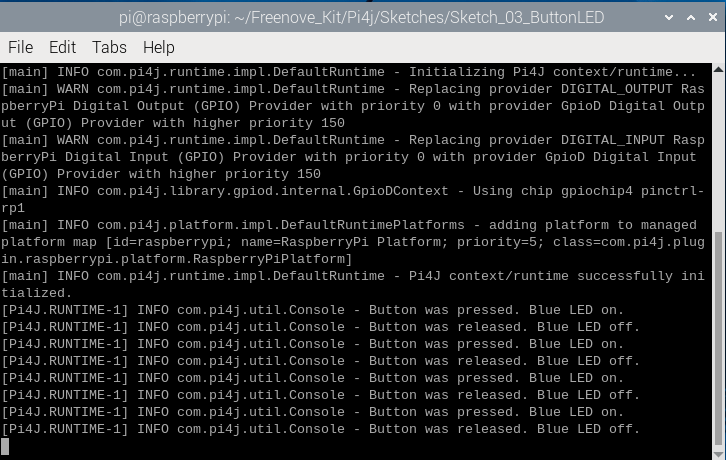 pi@raspberrypi: ~/Freenove_Kit/Pi4j/Sketches/Sketch_03_ButtonLED
File Edit Tabs Help
[main] INFO com.pi4j.runtime.impl.DefaultRuntime - Initializing Pi4J context/runtime...
[main] WARN com.pi4j.runtime.impl.DefaultRuntime - Replacing provider DIGITAL_OUTPUT Ras
pberryPi Digital Output (GPIO) Provider with priority 0 with provider GpioD Digital Outp
ut (GPIO) Provider with higher priority 150
[main] WARN com.pi4j.runtime.impl.DefaultRuntime - Replacing provider DIGITAL_INPUT Rasp
berryPi Digital Input (GPIO) Provider with priority 0 with provider GpioD Digital Input
(GPIO) Provider with higher priority 150
[main] INFO com.pi4j.library.gpiod.internal.GpioDContext - Using chip gpiochip4 pinctrl-
rp1
[main] INFO com.pi4j.platform.impl.DefaultRuntimePlatforms - adding platform to managed
platform map [id=raspberrypi; name=RaspberryPi Platform; priority=5; class=com.pi4j.plug
in.raspberrypi.platform.RaspberryPiPlatform]
[main] INFO com.pi4j.runtime.impl.DefaultRuntime - Pi4J context/runtime successfully ini
tialized.
[Pi4J.RUNTIME-1] INFO com.pi4j.util.Console - Button was pressed. Blue LED on.
[Pi4J.RUNTIME-1] INFO com.pi4j.util.Console - Button was released. Blue LED off.
[Pi4J.RUNTIME-1] INFO com.pi4j.util.Console - Button was pressed. Blue LED on.
[Pi4J.RUNTIME-1] INFO com.pi4j.util.Console - Button was released. Blue LED off.
[Pi4J.RUNTIME-1] INFO com.pi4j.util.Console - Button was pressed. Blue LED on.
[Pi4J.RUNTIME-1] INFO com.pi4j.util.Console - Button was released. Blue LED off.
[Pi4J.RUNTIME-1] INFO com.pi4j.util.Console - Button was pressed. Blue LED on.
[Pi4J.RUNTIME-1] INFO com.pi4j.util.Console - Button was released. Blue LED off.